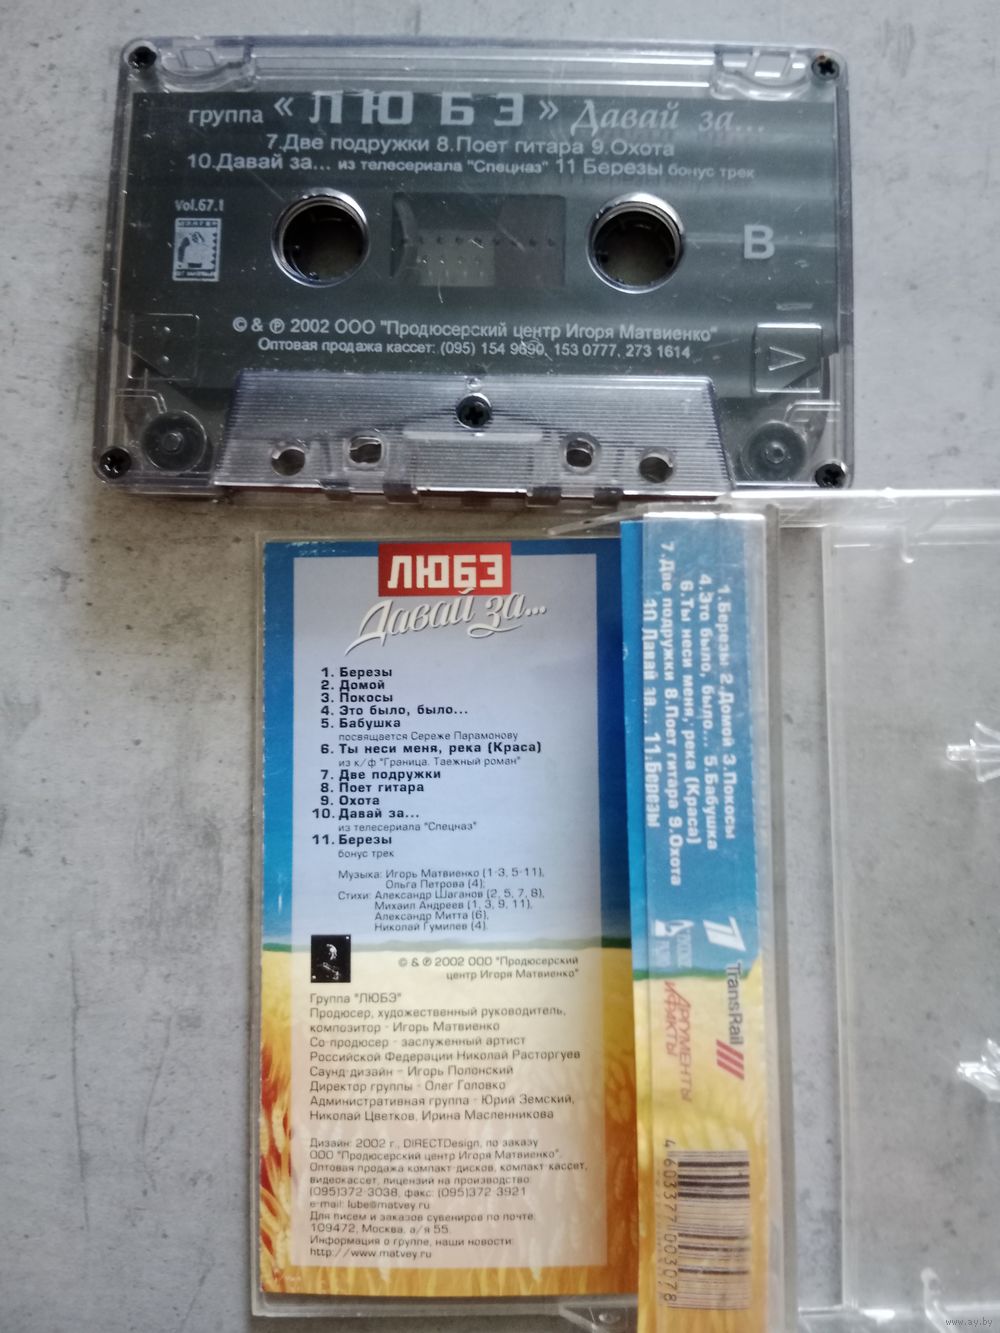 группа «ЛЮБЭ» Давай за...
7.Две подружки 8.Поет гитара 9.Охота
10.Давай за... из телесериала "Спецназ" 11 Березы бонус трек
Vol.67.1
B
© & ℗ 2002 ООО "Продюсерский центр Игоря Матвиенко"
Оптовая продажа кассет: (095) 154 9690, 153 0777, 273 1614
ЛЮБЭ
Давай за...
1. Березы
2. Домой
3. Покосы
4. Это было, было...
5. Бабушка
посвящается Сереже Парамонову
6. Ты неси меня, река (Краса)
из к/ф "Граница. Таежный роман"
7. Две подружки
8. Поет гитара
9. Охота
10. Давай за...
из телесериала "Спецназ"
11. Березы
бонус трек
Музыка: Игорь Матвиенко (1-3, 5-11),
Ольга Петрова (4);
Стихи: Александр Шаганов (2, 5, 7, 8),
Михаил Андреев (1, 3, 9, 11),
Александр Митта (6),
Николай Гумилев (4).
© & ℗ 2002 ООО "Продюсерский
центр Игоря Матвиенко"
Группа "ЛЮБЭ"
Продюсер, художественный руководитель,
композитор - Игорь Матвиенко
Со-продюсер - заслуженный артист
Российской Федерации Николай Расторгуев
Саунд-дизайн - Игорь Полонский
Директор группы - Олег Головко
Административная группа - Юрий Земский,
Николай Цветков, Ирина Масленникова
Дизайн: 2002 г., DIRECTDesign, по заказу
ООО "Продюсерский центр Игоря Матвиенко".
Оптовая продажа компакт-дисков, компакт-кассет,
видеокассет, лицензий на производство
(095)372-3038, факс: (095)372-3921
e-mail: lube@matvey.ru
Для писем и заказов сувениров по почте:
109472, Москва, а/я 55.
Информация о группе, наши новости:
http://www.matvey.ru
1.Березы 2.Домой 3.Покосы
4.Это было, было... 5.Бабушка
6.Ты неси меня, река (Краса)
7.Две подружки 8.Поет гитара 9.Охота
10.Давай за... 11.Березы
TransRail
АРГУМЕНТЫ
И ФАКТЫ
4 603377 003078
www.ay.by